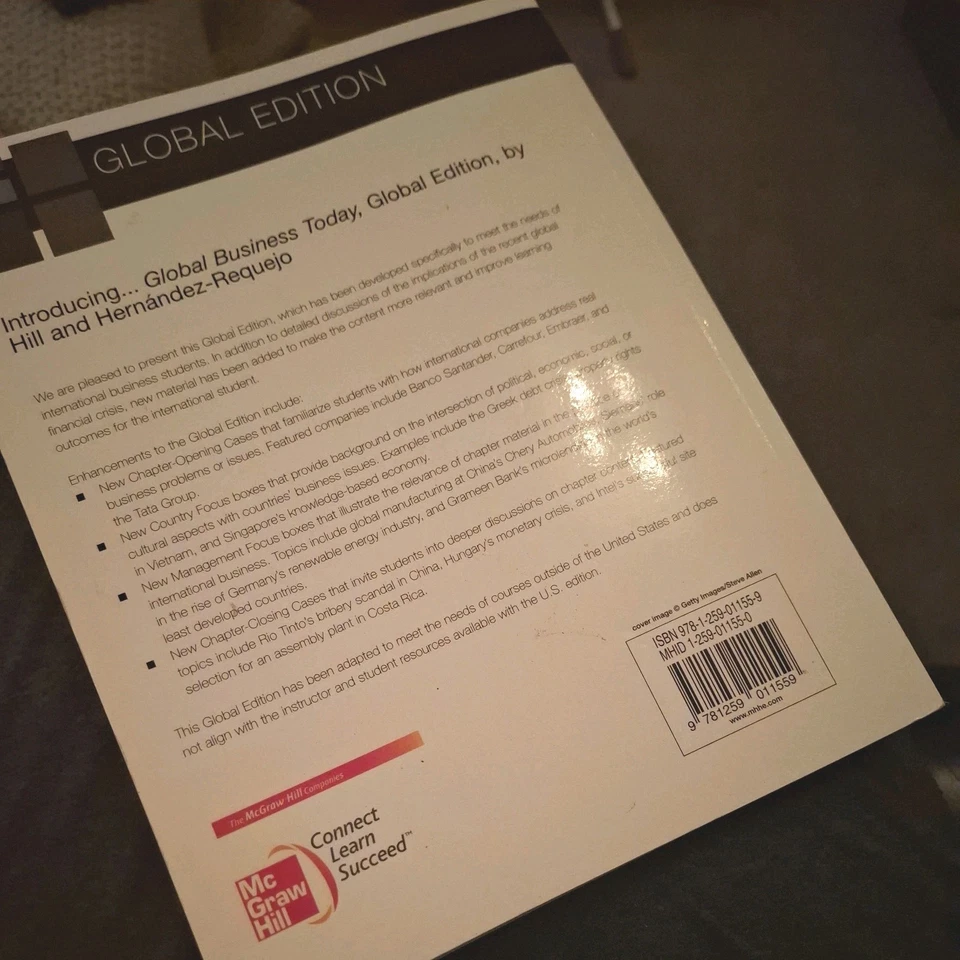 GLOBAL EDITION
Introducing... Global Business Today, Global Edition, by
Hill and Hernández-Requejo
We are pleased to present this Global Edition, which has been developed specifically to meet the needs of
international business students. In addition to detailed discussions of the implications of the recent global
financial crisis, new material has been added to make the content more relevant and improve learning
outcomes for the international student.
Enhancements to the Global Edition include:
■ New Chapter-Opening Cases that familiarize students with how international companies address real
business problems or issues. Featured companies include Banco Santander, Carrefour, Embraer, and
the Tata Group.
■ New Country Focus boxes that provide background on the intersection of political, economic, social, or
cultural aspects with countries' business issues. Examples include the Greek debt crisis, property rights
in Vietnam, and Singapore's knowledge-based economy.
■ New Management Focus boxes that illustrate the relevance of chapter material in the
international business. Topics include global manufacturing at China's Chery Automobile, role
in the rise of Germany's renewable energy industry, and Grameen Bank's in the world's
least developed countries.
■ New Chapter-Closing Cases that invite students into deeper discussions on chapter content. Featured
topics include Rio Tinto's bribery scandal in China, Hungary's monetary crisis, and Intel's site
selection for an assembly plant in Costa Rica.
This Global Edition has been adapted to meet the needs of courses outside of the United States and does
not align with the instructor and student resources available with the U.S. edition.
cover image © Getty Images/Steve Allen
ISBN 978-1-259-01155-9
MHID 1-259-01155-0
9 781259 011559
www.mhhe.com
The McGraw Hill Companies
Connect
Learn
Succeed™
Mc
Graw
Hill